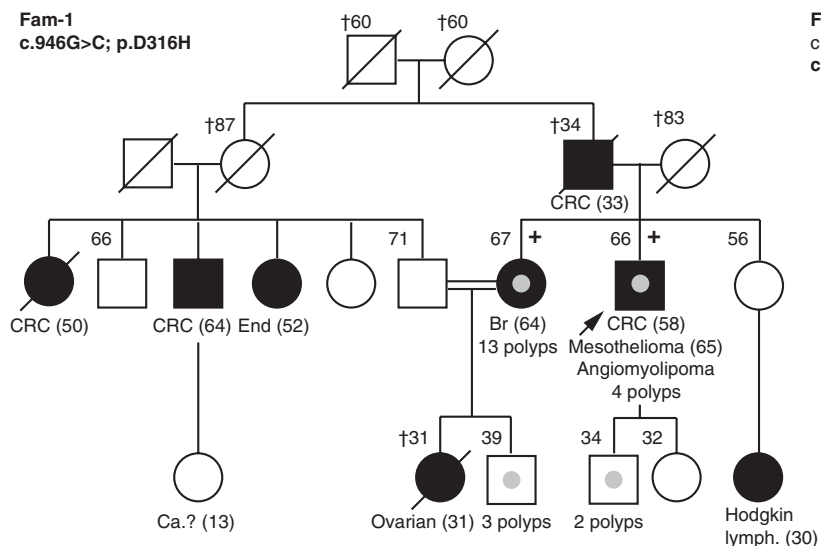 Fam-1
c.946G>C; p.D316H
F
c
c
†60
†60
†87
†34
†83
CRC (33)
66
71
67 +
66 +
56
CRC (50)
CRC (64)
End (52)
Br (64)
13 polyps
CRC (58)
Mesothelioma (65)
Angiomyolipoma
4 polyps
†31
39
34
32
Ca.? (13)
Ovarian (31)
3 polyps
2 polyps
Hodgkin
lymph. (30)